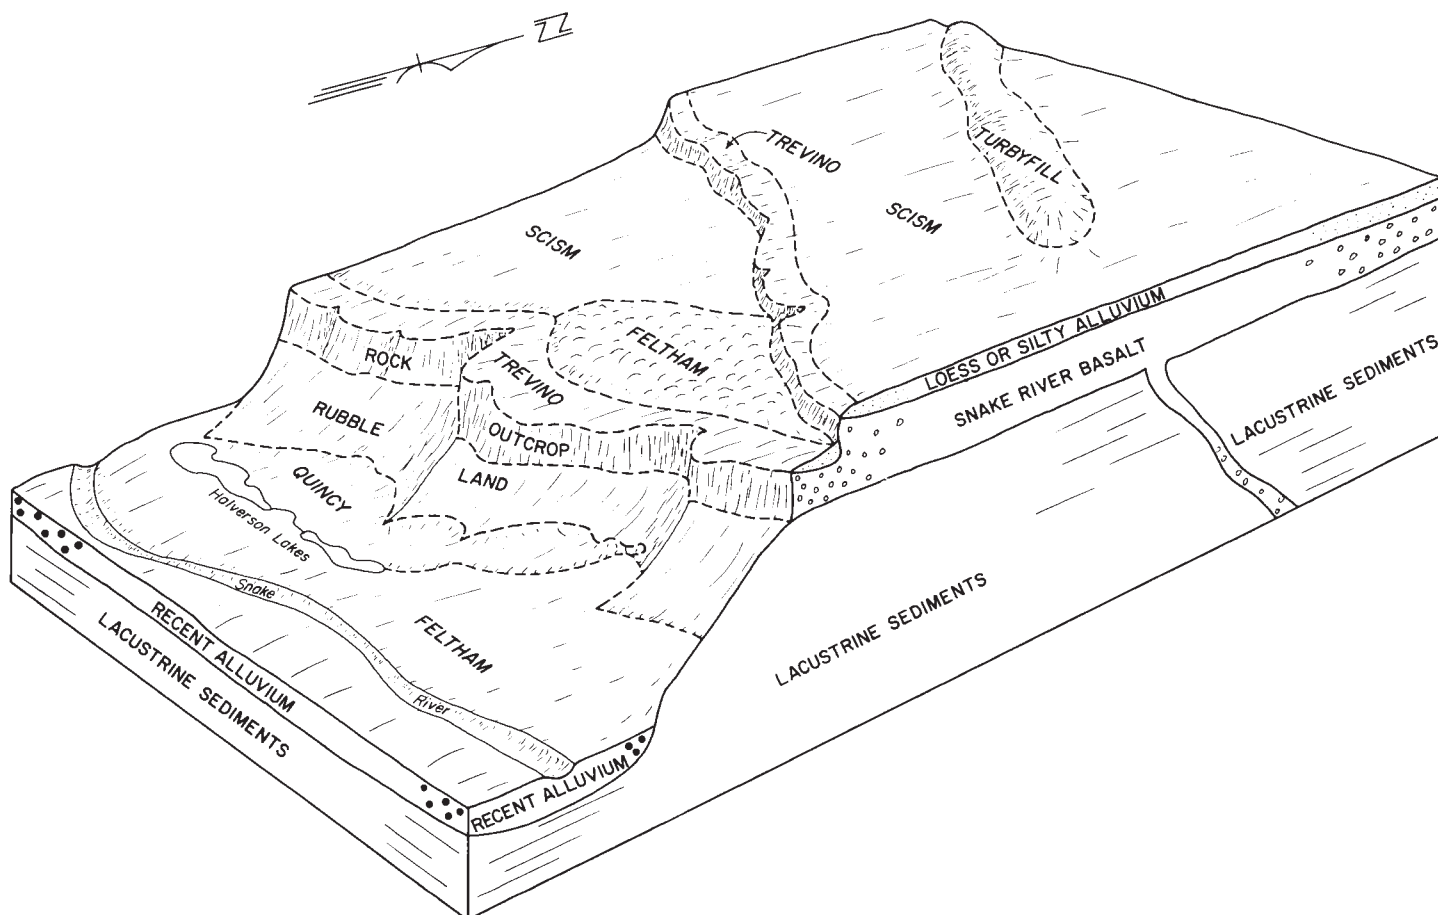 N
TREVINO
TURBYFILL
SCISM
SCISM
FELTHAM
ROCK
TREVINO
RUBBLE
OUTCROP
LAND
QUINCY
Halverson Lakes
Snake
River
FELTHAM
LOESS OR SILTY ALLUVIUM
SNAKE RIVER BASALT
LACUSTRINE SEDIMENTS
LACUSTRINE SEDIMENTS
RECENT ALLUVIUM
LACUSTRINE SEDIMENTS
RECENT ALLUVIUM